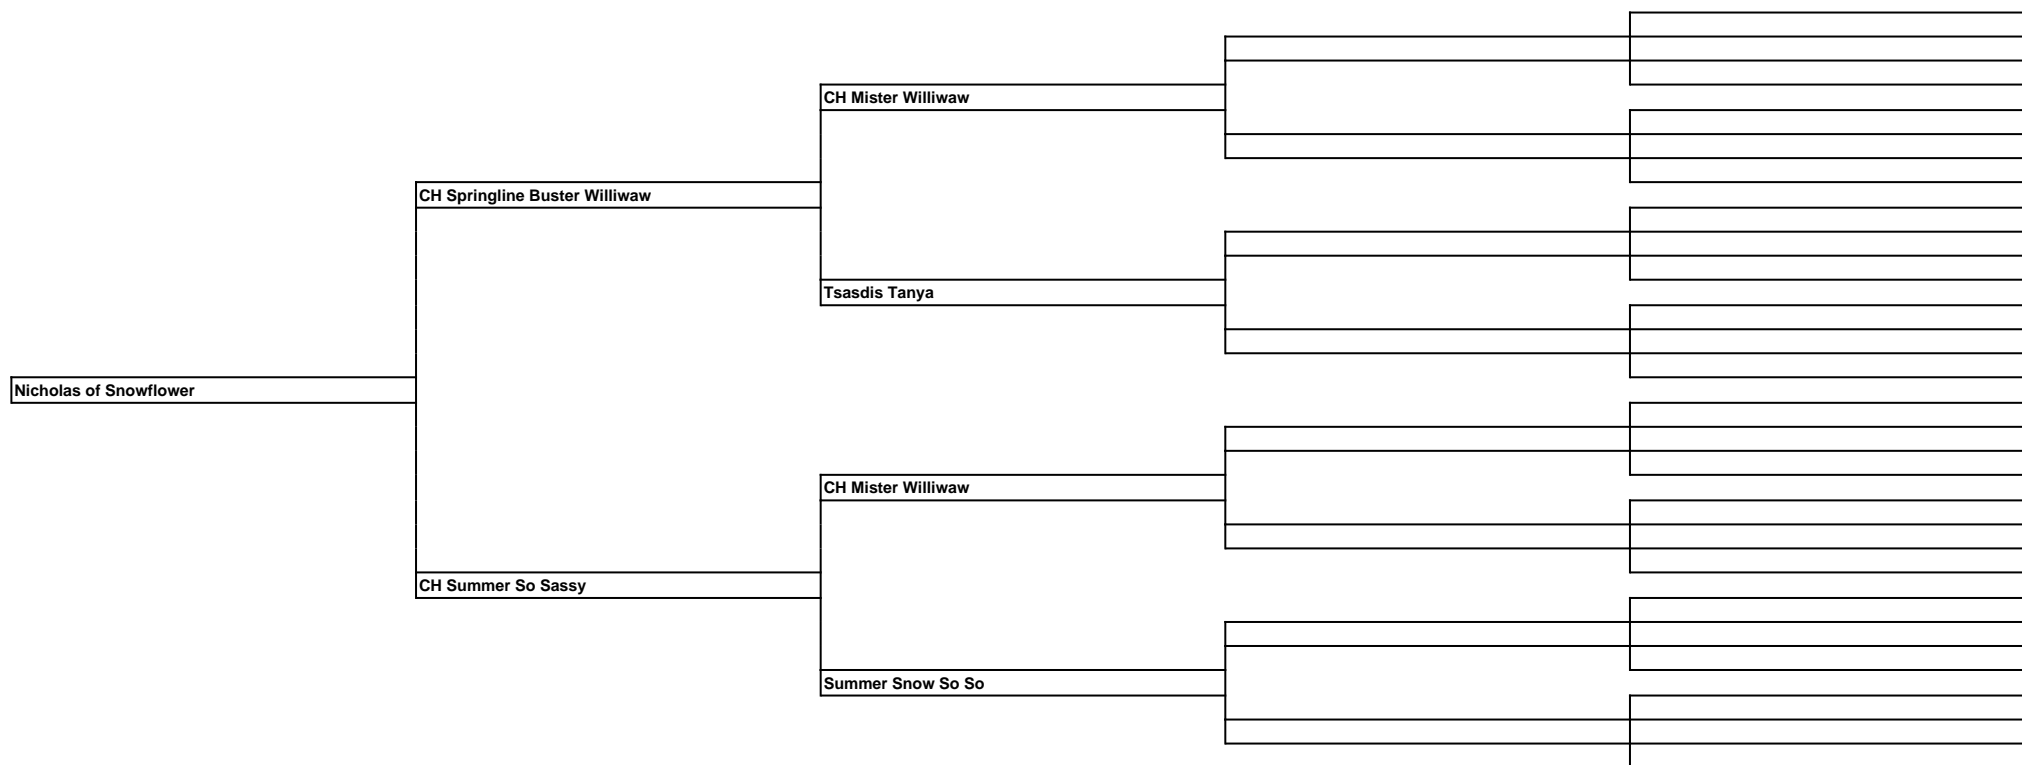 CH Mister Williwaw
CH Springline Buster Williwaw
Tsasdis Tanya
Nicholas of Snowflower
CH Mister Williwaw
CH Summer So Sassy
Summer Snow So So